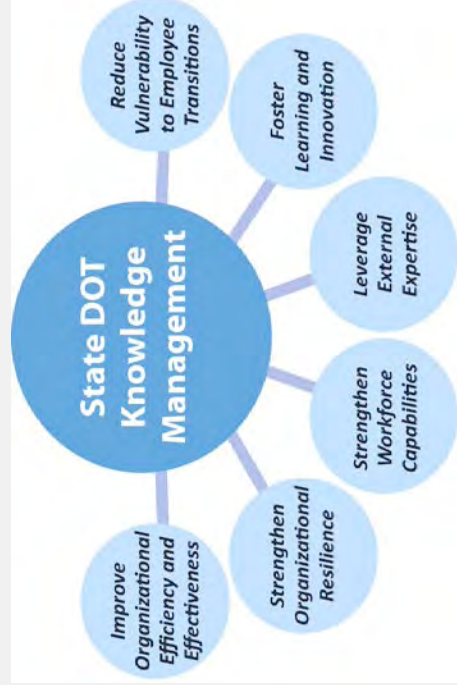 State DOT
Knowledge
Management
Improve
Organizational
Efficiency and
Effectiveness
Strengthen
Organizational
Resilience
Strengthen
Workforce
Capabilities
Leverage
External
Expertise
Foster
Learning and
Innovation
Reduce
Vulnerability
to Employee
Transitions